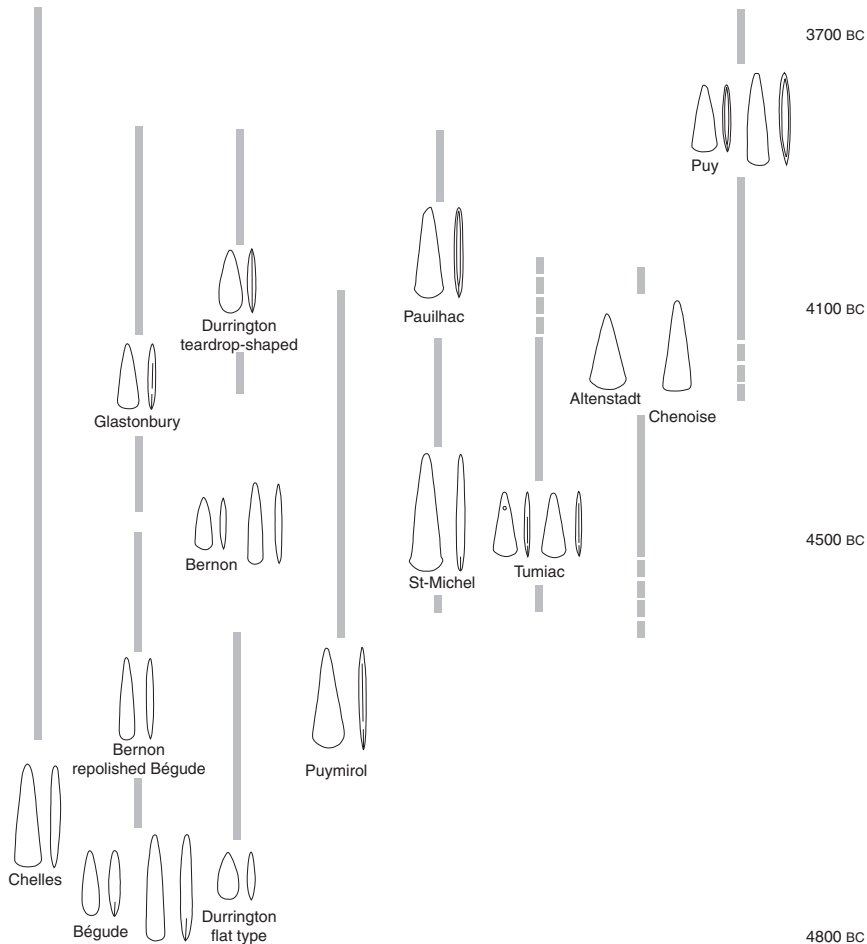 3700 BC
Puy
Durrington
teardrop-shaped
Pauilhac
4100 BC
Altenstadt
Chenoise
Glastonbury
Bernon
4500 BC
St-Michel
Tumiac
Bernon
repolished Bégude
Puymirol
Chelles
Bégude
Durrington
flat type
4800 BC